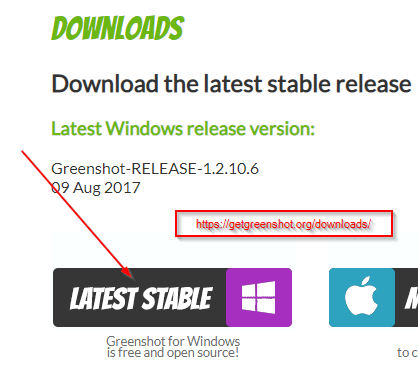 DOWNLOADS
Download the latest stable release
Latest Windows release version:
Greenshot-RELEASE-1.2.10.6
09 Aug 2017
https://getgreenshot.org/downloads/
LATEST STABLE
Greenshot for Windows
is free and open source!
to c